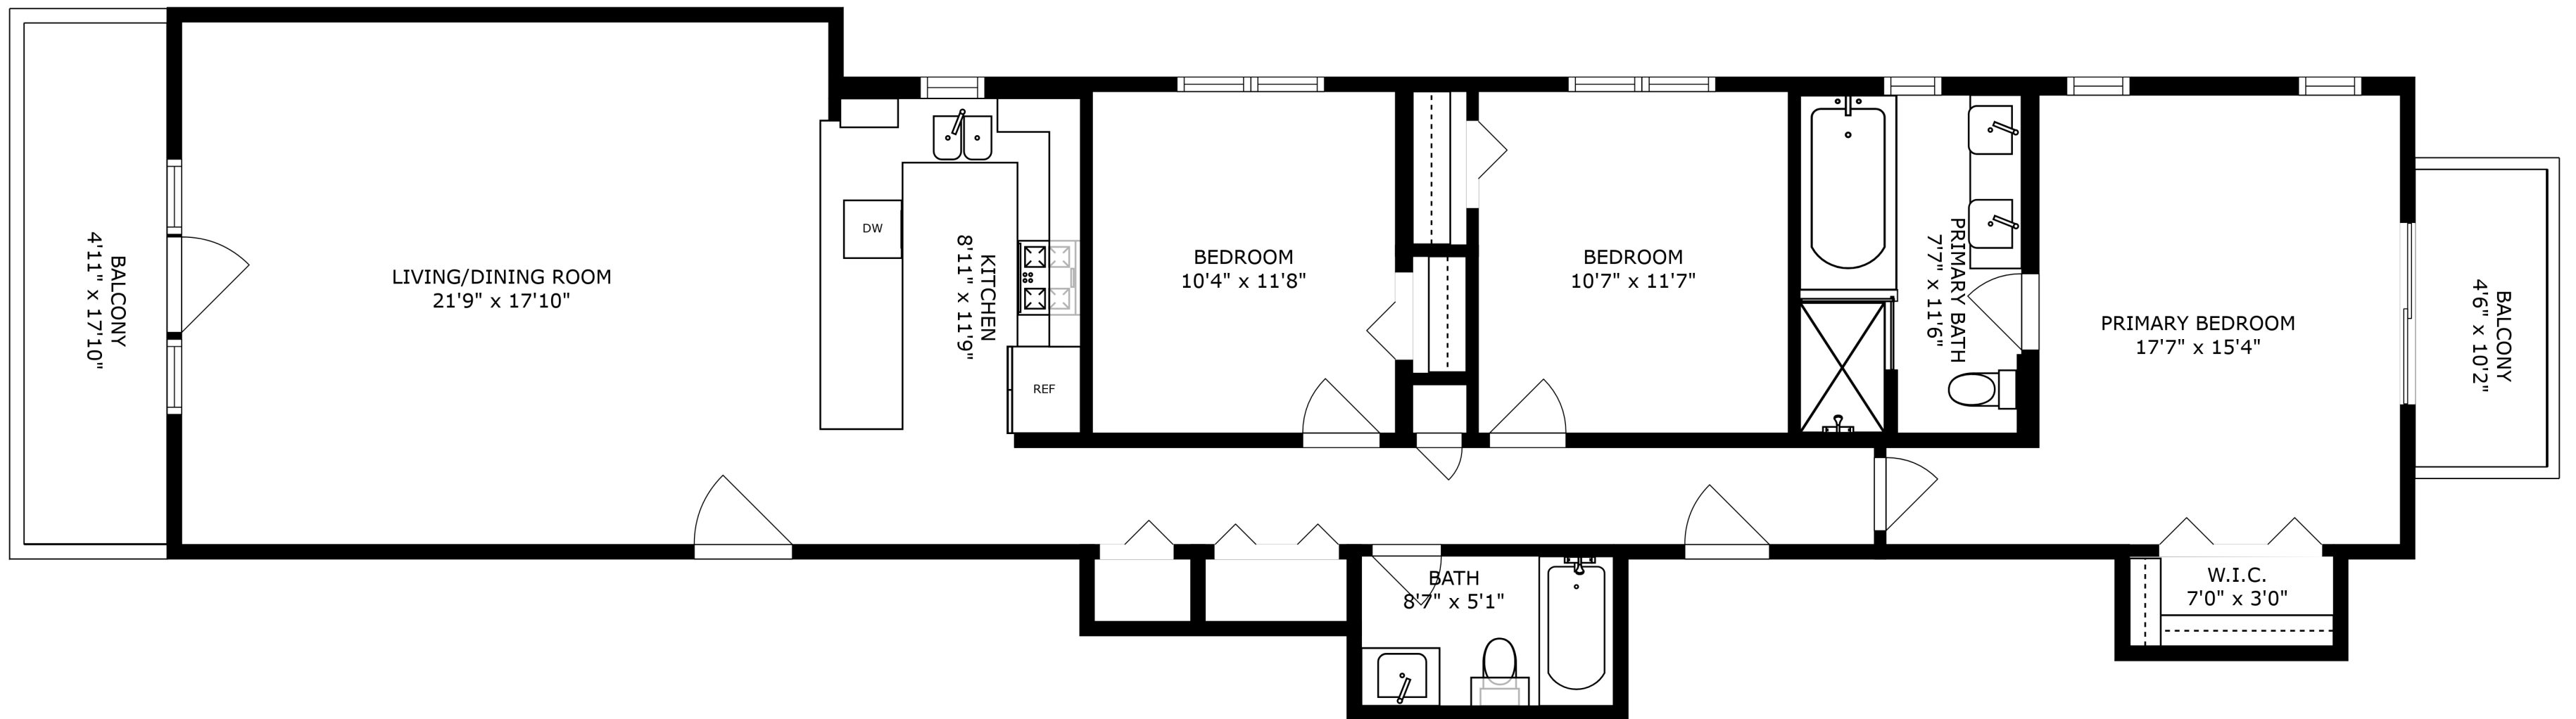 BALCONY
4'11" x 17'10"
LIVING/DINING ROOM
21'9" x 17'10"
DW
KITCHEN
8'11" x 11'9"
REF
BEDROOM
10'4" x 11'8"
BEDROOM
10'7" x 11'7"
PRIMARY BATH
7'7" x 11'6"
PRIMARY BEDROOM
17'7" x 15'4"
BALCONY
4'6" x 10'2"
BATH
8'7" x 5'1"
W.I.C.
7'0" x 3'0"